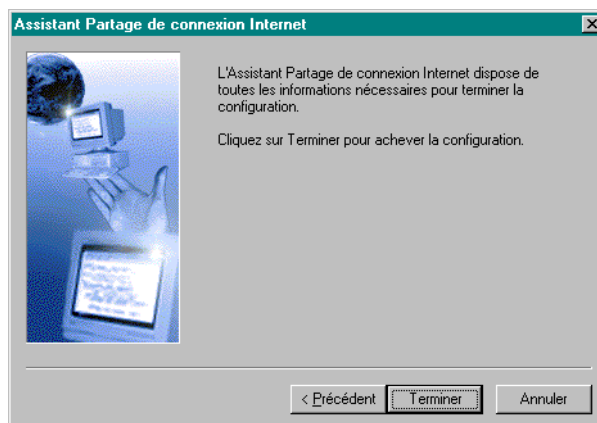 Assistant Partage de connexion Internet
L'Assistant Partage de connexion Internet dispose de
toutes les informations nécessaires pour terminer la
configuration.
Cliquez sur Terminer pour achever la configuration.
< Précédent
Terminer
Annuler